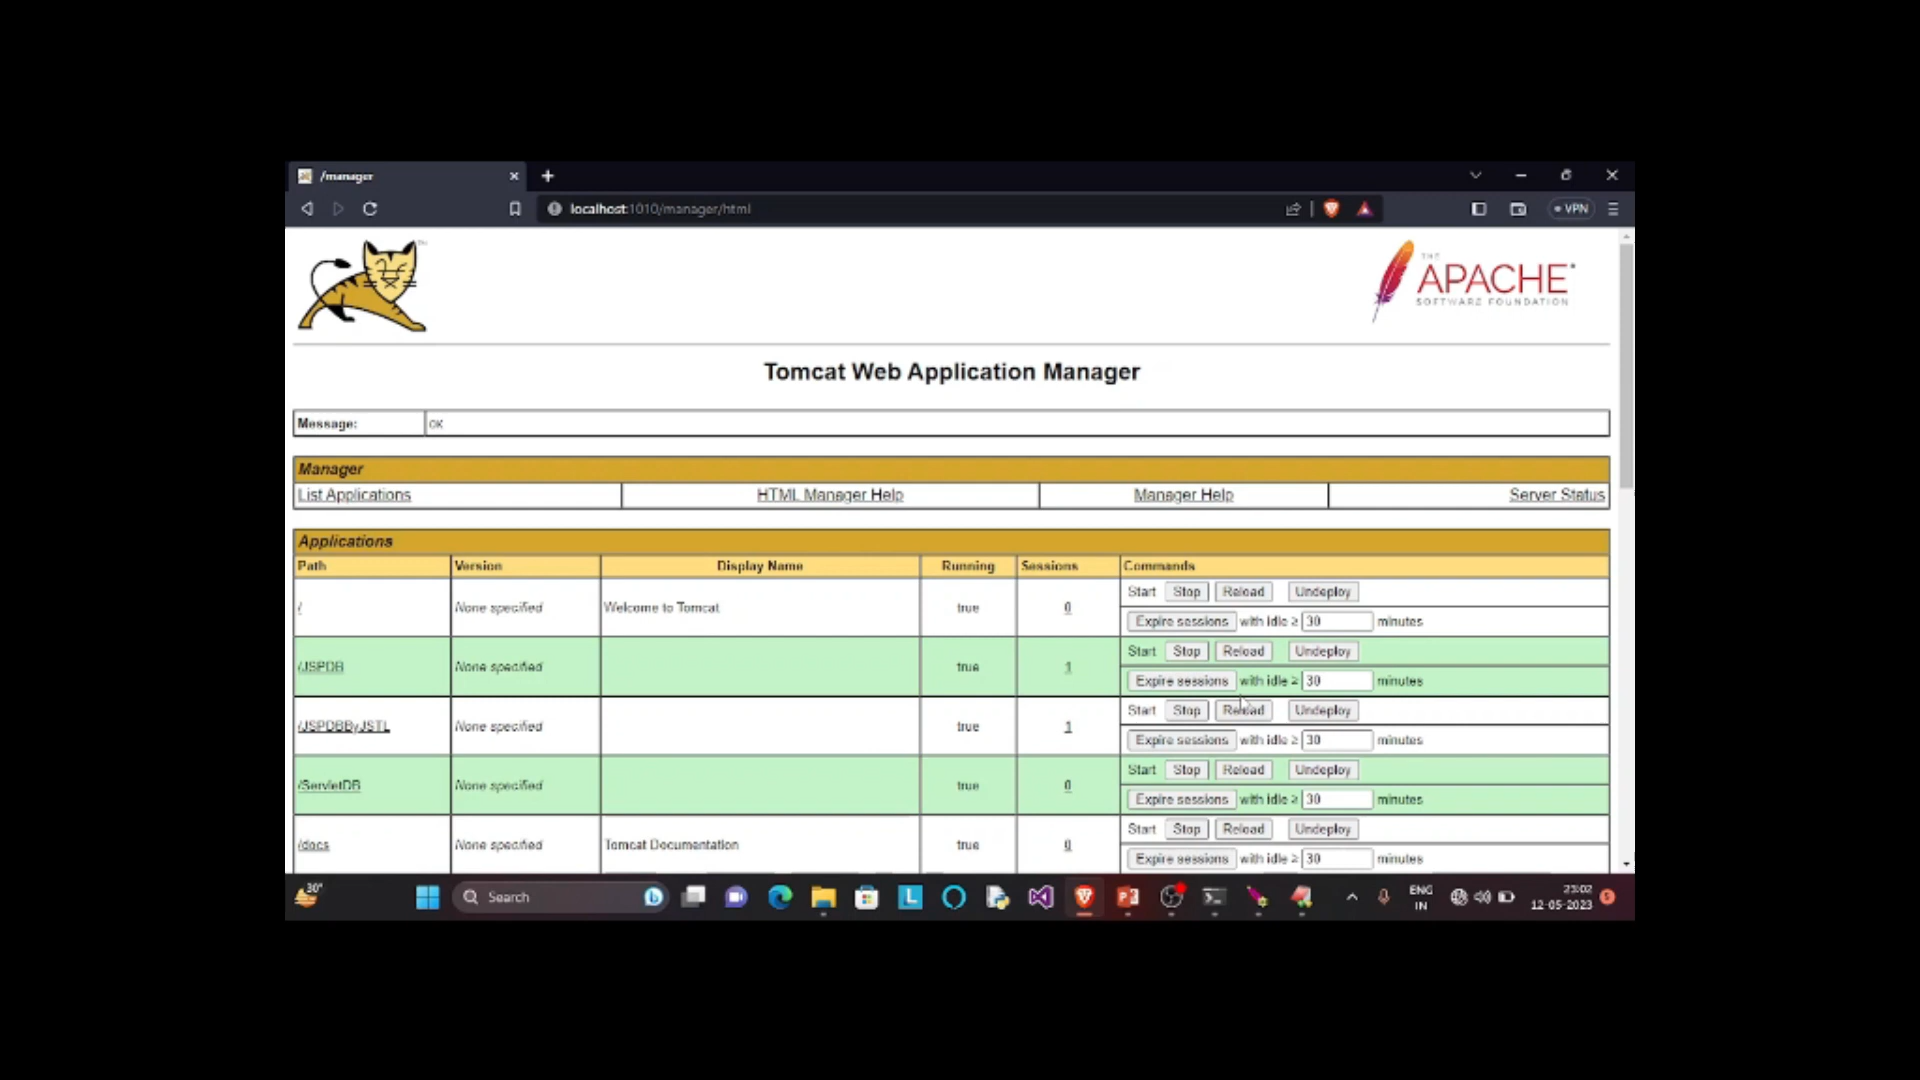 /manager
localhost:1010/manager/html
VPN
THE
APACHE
SOFTWARE FOUNDATION
Tomcat Web Application Manager
Message: OK
Manager
List Applications HTML Manager Help Manager Help Server Status
Applications
Path Version Display Name Running Sessions Commands
/ None specified Welcome to Tomcat true 0 Start Stop Reload Undeploy
Expire sessions with idle ≥ 30 minutes
/JSPDB None specified true 1 Start Stop Reload Undeploy
Expire sessions with idle ≥ 30 minutes
/JSPDBByJSTL None specified true 1 Start Stop Reload Undeploy
Expire sessions with idle ≥ 30 minutes
/ServletDB None specified true 0 Start Stop Reload Undeploy
Expire sessions with idle ≥ 30 minutes
/docs None specified Tomcat Documentation true 0 Start Stop Reload Undeploy
Expire sessions with idle ≥ 30 minutes
30°
Search
ENG
IN
23:02
12-05-2023